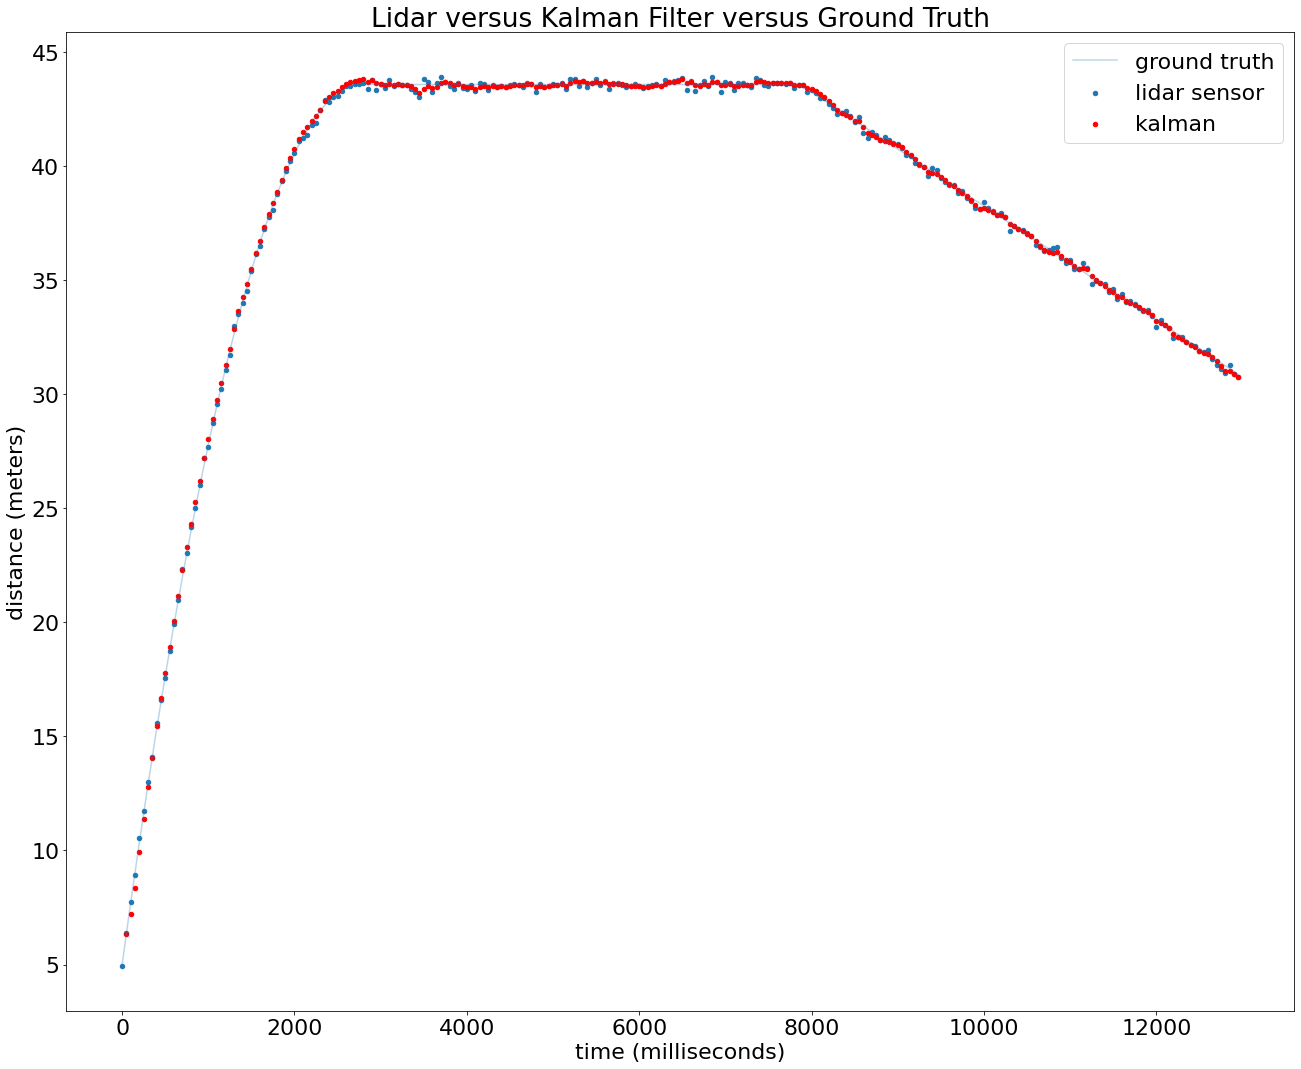 Lidar versus Kalman Filter versus Ground Truth
ground truth
lidar sensor
kalman
45
40
35
30
25
20
15
10
5
distance (meters)
0 2000 4000 6000 8000 10000 12000
time (milliseconds)